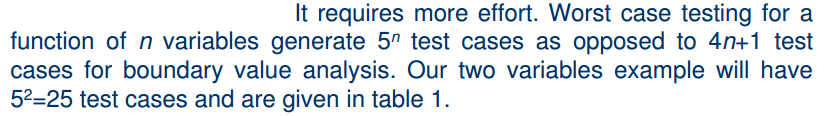 It requires more effort. Worst case testing for a
function of n variables generate 5ⁿ test cases as opposed to 4n+1 test
cases for boundary value analysis. Our two variables example will have
5²=25 test cases and are given in table 1.